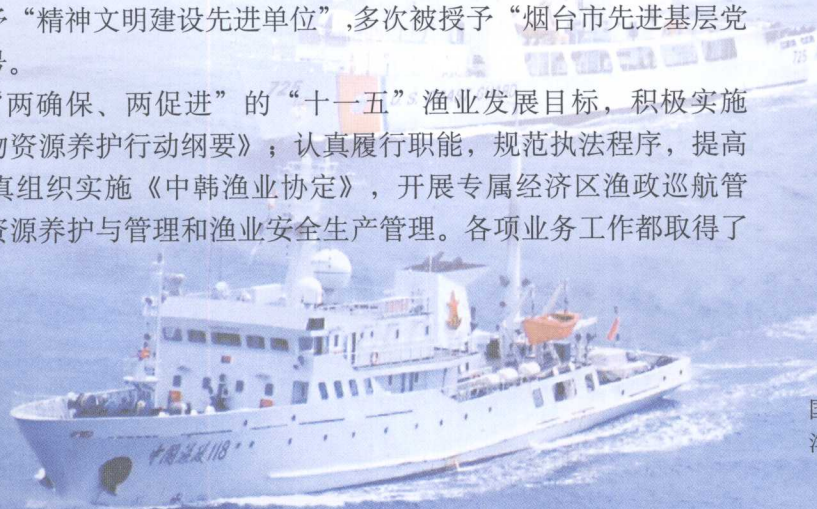 “精神文明建设先进单位”,多次被授予“烟台市先进基层党
725
U.S. COAST GUARD
725
“两确保、两促进”的“十一五”渔业发展目标，积极实施
资源养护行动纲要》；认真履行职能，规范执法程序，提高
真组织实施《中韩渔业协定》，开展专属经济区渔政巡航管
资源养护与管理和渔业安全生产管理。各项业务工作都取得了
中国渔政118